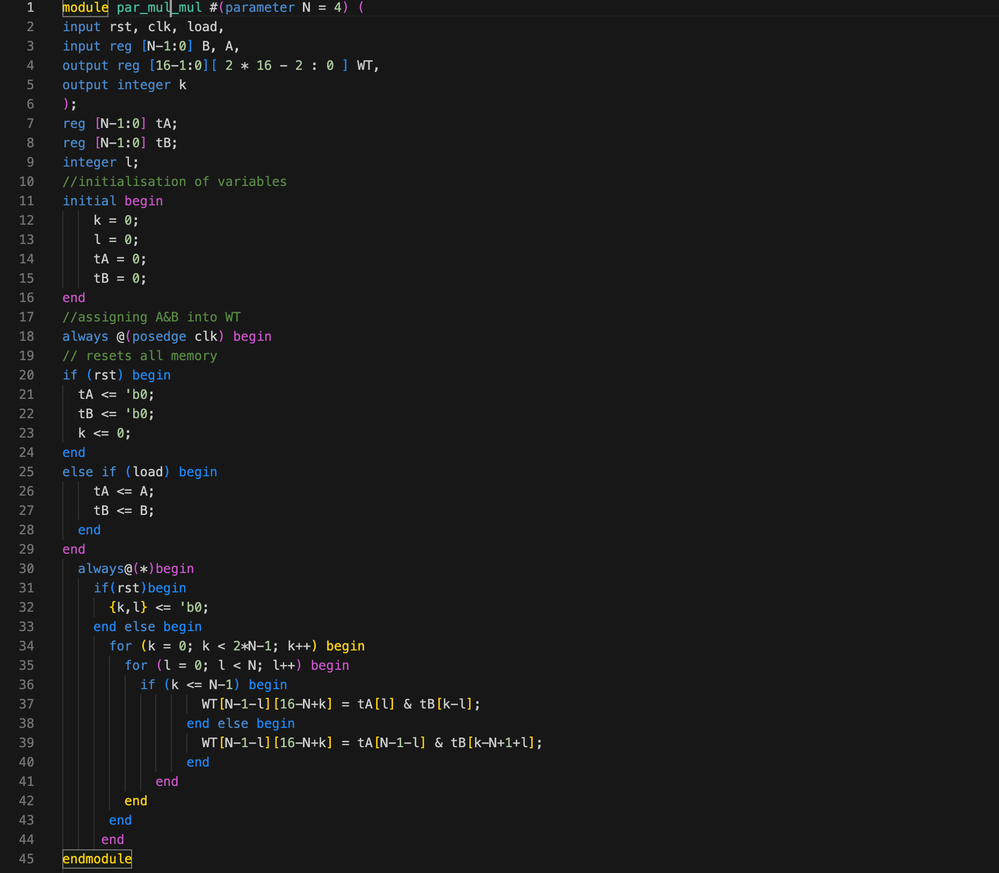 1 module par_mul_mul #(parameter N = 4) (
2 input rst, clk, load,
3 input reg [N-1:0] B, A,
4 output reg [16-1:0][ 2 * 16 - 2 : 0 ] WT,
5 output integer k
6 );
7 reg [N-1:0] tA;
8 reg [N-1:0] tB;
9 integer l;
10 //initialisation of variables
11 initial begin
12 k = 0;
13 l = 0;
14 tA = 0;
15 tB = 0;
16 end
17 //assigning A&B into WT
18 always @(posedge clk) begin
19 // resets all memory
20 if (rst) begin
21 tA <= 'b0;
22 tB <= 'b0;
23 k <= 0;
24 end
25 else if (load) begin
26 tA <= A;
27 tB <= B;
28 end
29 end
30 always@(*)begin
31 if(rst)begin
32 {k,l} <= 'b0;
33 end else begin
34 for (k = 0; k < 2*N-1; k++) begin
35 for (l = 0; l < N; l++) begin
36 if (k <= N-1) begin
37 WT[N-1-l][16-N+k] = tA[l] & tB[k-l];
38 end else begin
39 WT[N-1-l][16-N+k] = tA[N-1-l] & tB[k-N+1+l];
40 end
41 end
42 end
43 end
44 end
45 endmodule